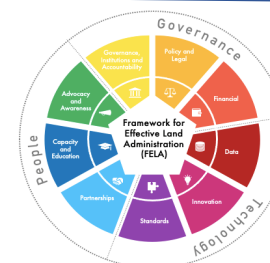 Governance
Governance,
Institutions and
Accountability
Policy and
Legal
Financial
Data
Innovation
Standards
Partnerships
Capacity
and
Education
Advocacy
and
Awareness
Framework for
Effective Land
Administration
(FELA)
People
Technology